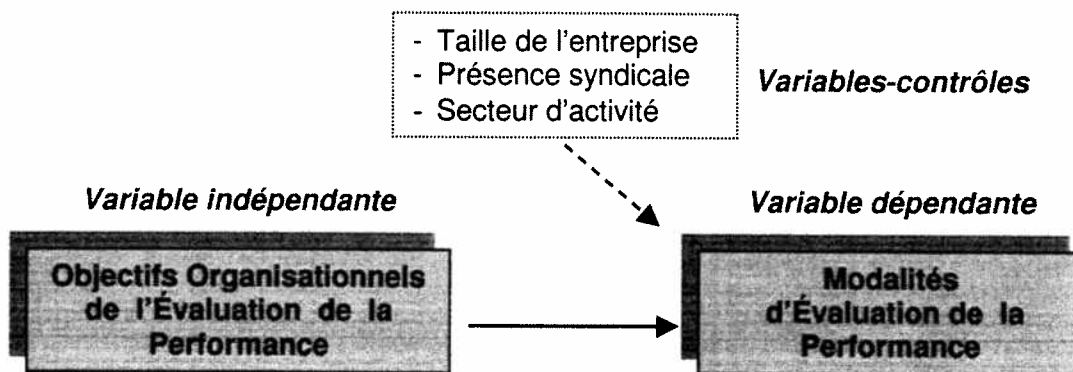 - Taille de l'entreprise
- Présence syndicale
- Secteur d'activité
Variables-contrôles
Variable indépendante
Variable dépendante
Objectifs Organisationnels
de l'Évaluation de la
Performance
Modalités
d'Évaluation de la
Performance